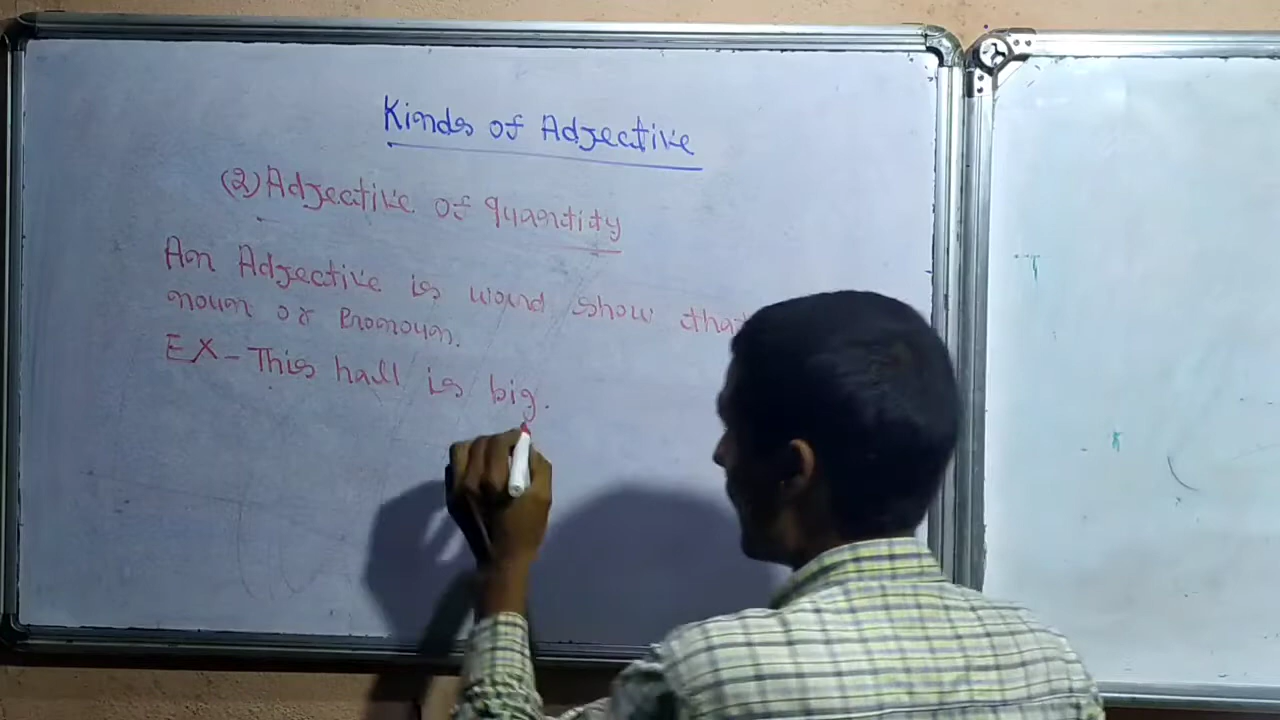 Kinds of Adjective
(2) Adjective of quantity
An Adjective is word show that
noun or Pronoun.
EX - This hall is big.